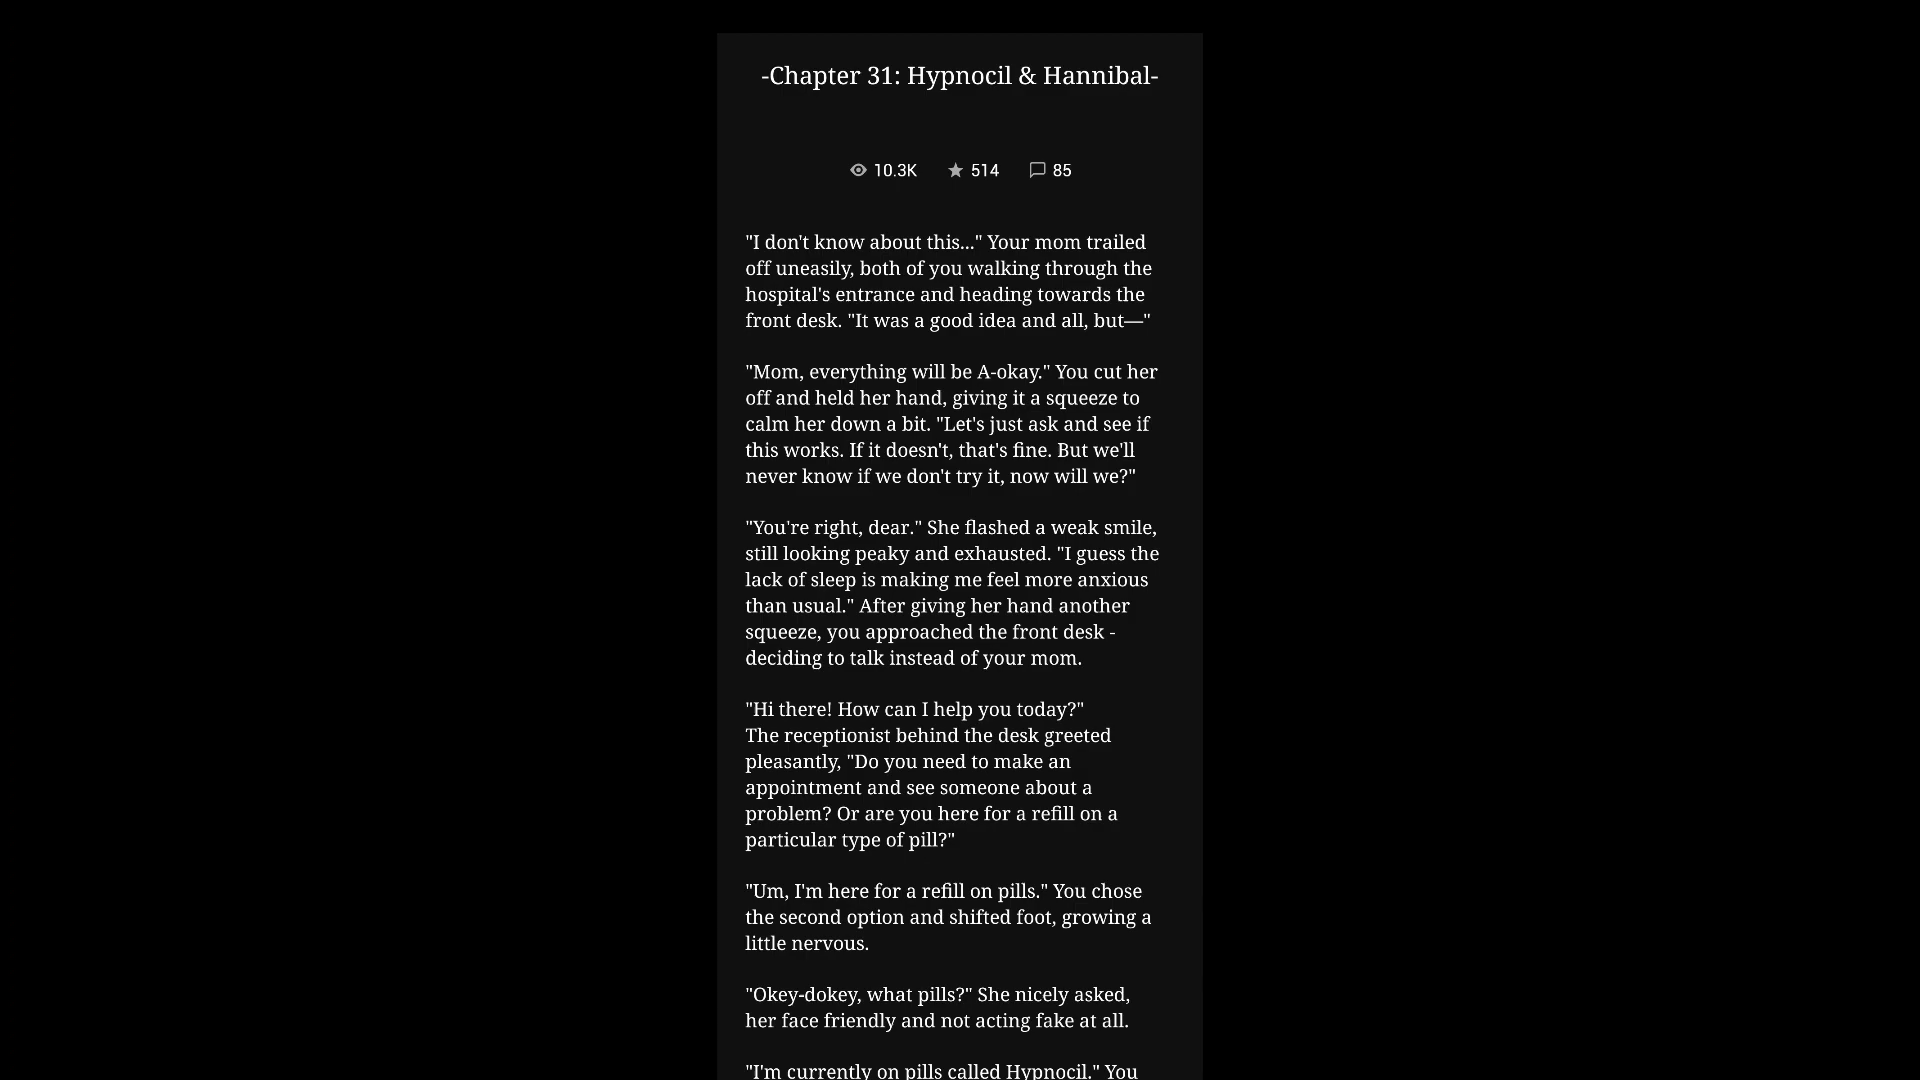 -Chapter 31: Hypnocil & Hannibal-
10.3K 514 85
"I don't know about this..." Your mom trailed
off uneasily, both of you walking through the
hospital's entrance and heading towards the
front desk. "It was a good idea and all, but—"
"Mom, everything will be A-okay." You cut her
off and held her hand, giving it a squeeze to
calm her down a bit. "Let's just ask and see if
this works. If it doesn't, that's fine. But we'll
never know if we don't try it, now will we?"
"You're right, dear." She flashed a weak smile,
still looking peaky and exhausted. "I guess the
lack of sleep is making me feel more anxious
than usual." After giving her hand another
squeeze, you approached the front desk -
deciding to talk instead of your mom.
"Hi there! How can I help you today?"
The receptionist behind the desk greeted
pleasantly, "Do you need to make an
appointment and see someone about a
problem? Or are you here for a refill on a
particular type of pill?"
"Um, I'm here for a refill on pills." You chose
the second option and shifted foot, growing a
little nervous.
"Okey-dokey, what pills?" She nicely asked,
her face friendly and not acting fake at all.
"I'm currently on pills called Hypnocil." You